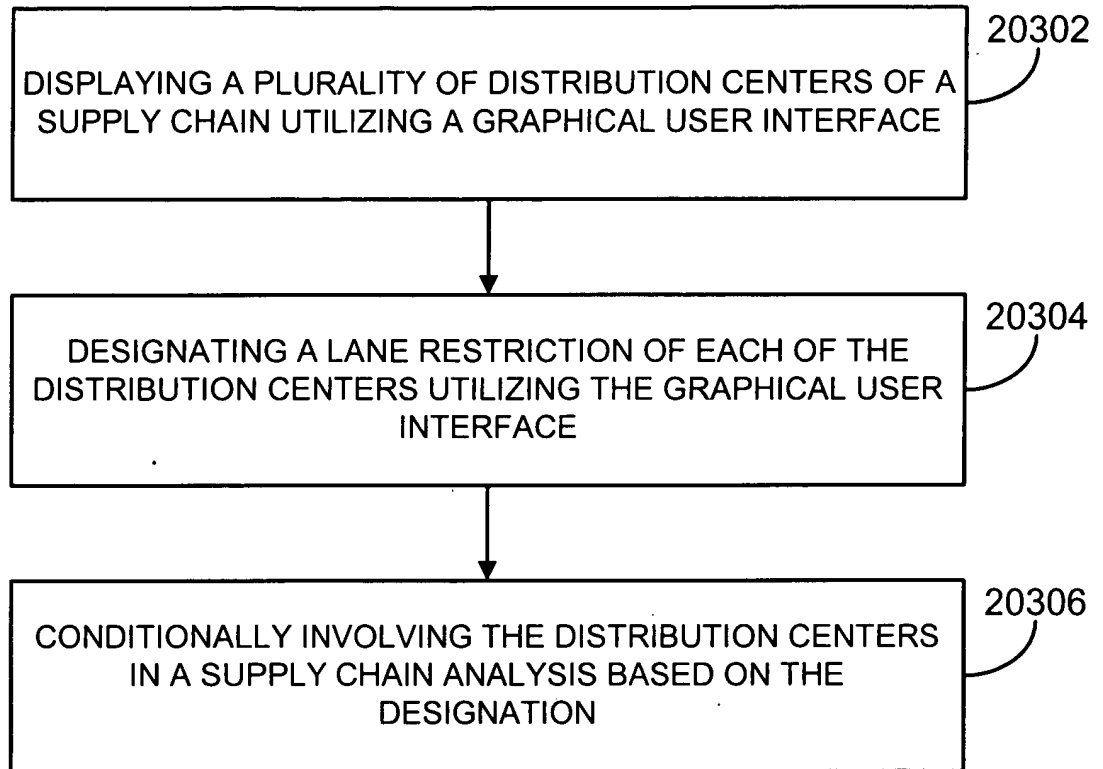 20302
DISPLAYING A PLURALITY OF DISTRIBUTION CENTERS OF A
SUPPLY CHAIN UTILIZING A GRAPHICAL USER INTERFACE
20304
DESIGNATING A LANE RESTRICTION OF EACH OF THE
DISTRIBUTION CENTERS UTILIZING THE GRAPHICAL USER
INTERFACE
20306
CONDITIONALLY INVOLVING THE DISTRIBUTION CENTERS
IN A SUPPLY CHAIN ANALYSIS BASED ON THE
DESIGNATION